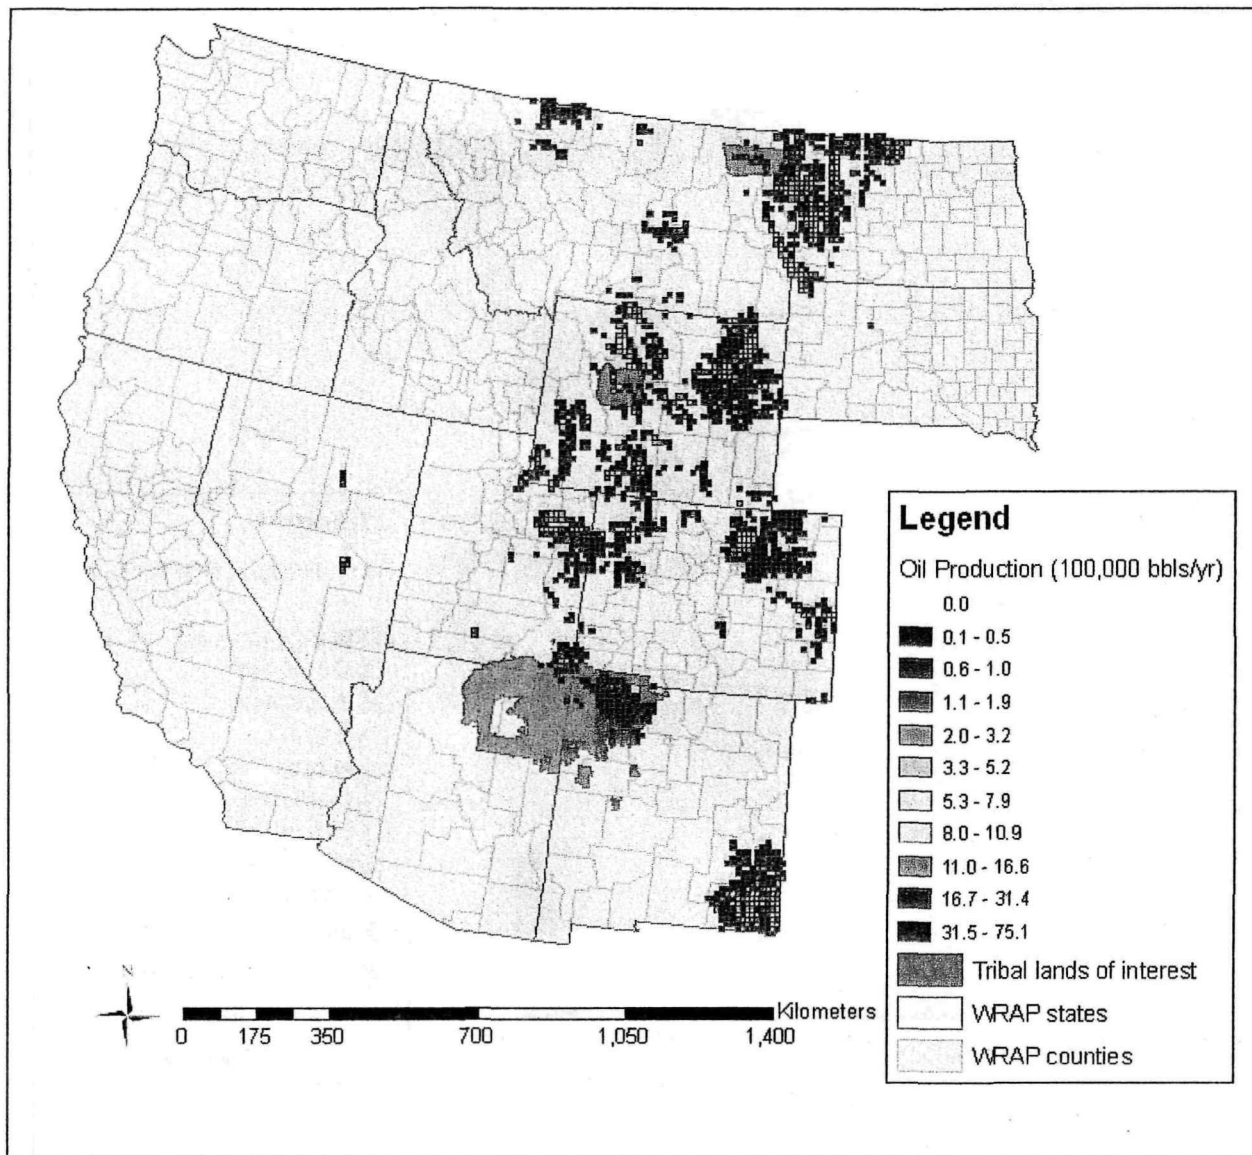 Legend
Oil Production (100,000 bbls/yr)
0.0
0.1 - 0.5
0.6 - 1.0
1.1 - 1.9
2.0 - 3.2
3.3 - 5.2
5.3 - 7.9
8.0 - 10.9
11.0 - 16.6
16.7 - 31.4
31.5 - 75.1
Tribal lands of interest
WRAP states
WRAP counties
N
Kilometers
0 175 350 700 1,050 1,400